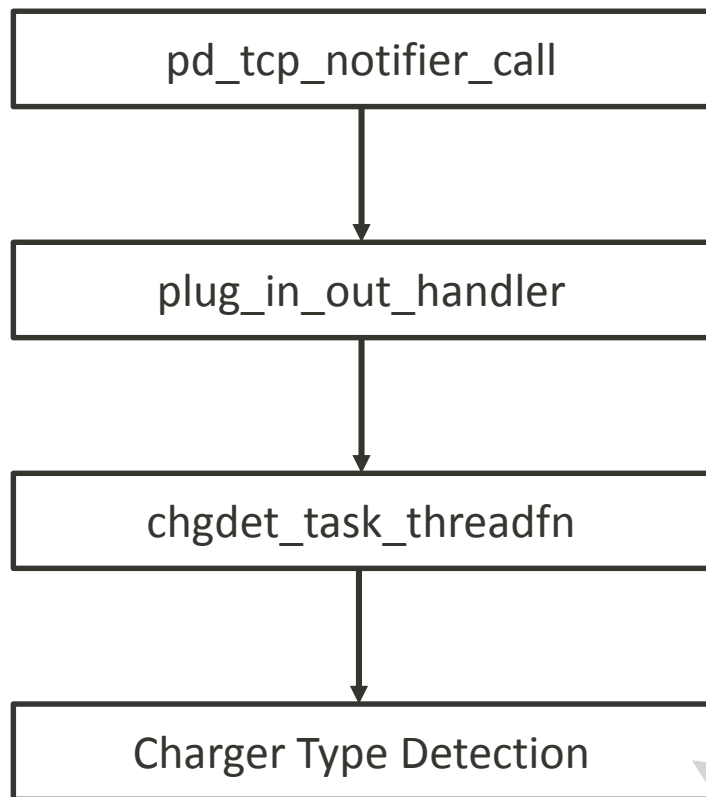 pd_tcp_notifier_call
plug_in_out_handler
chgdet_task_threadfn
Charger Type Detection